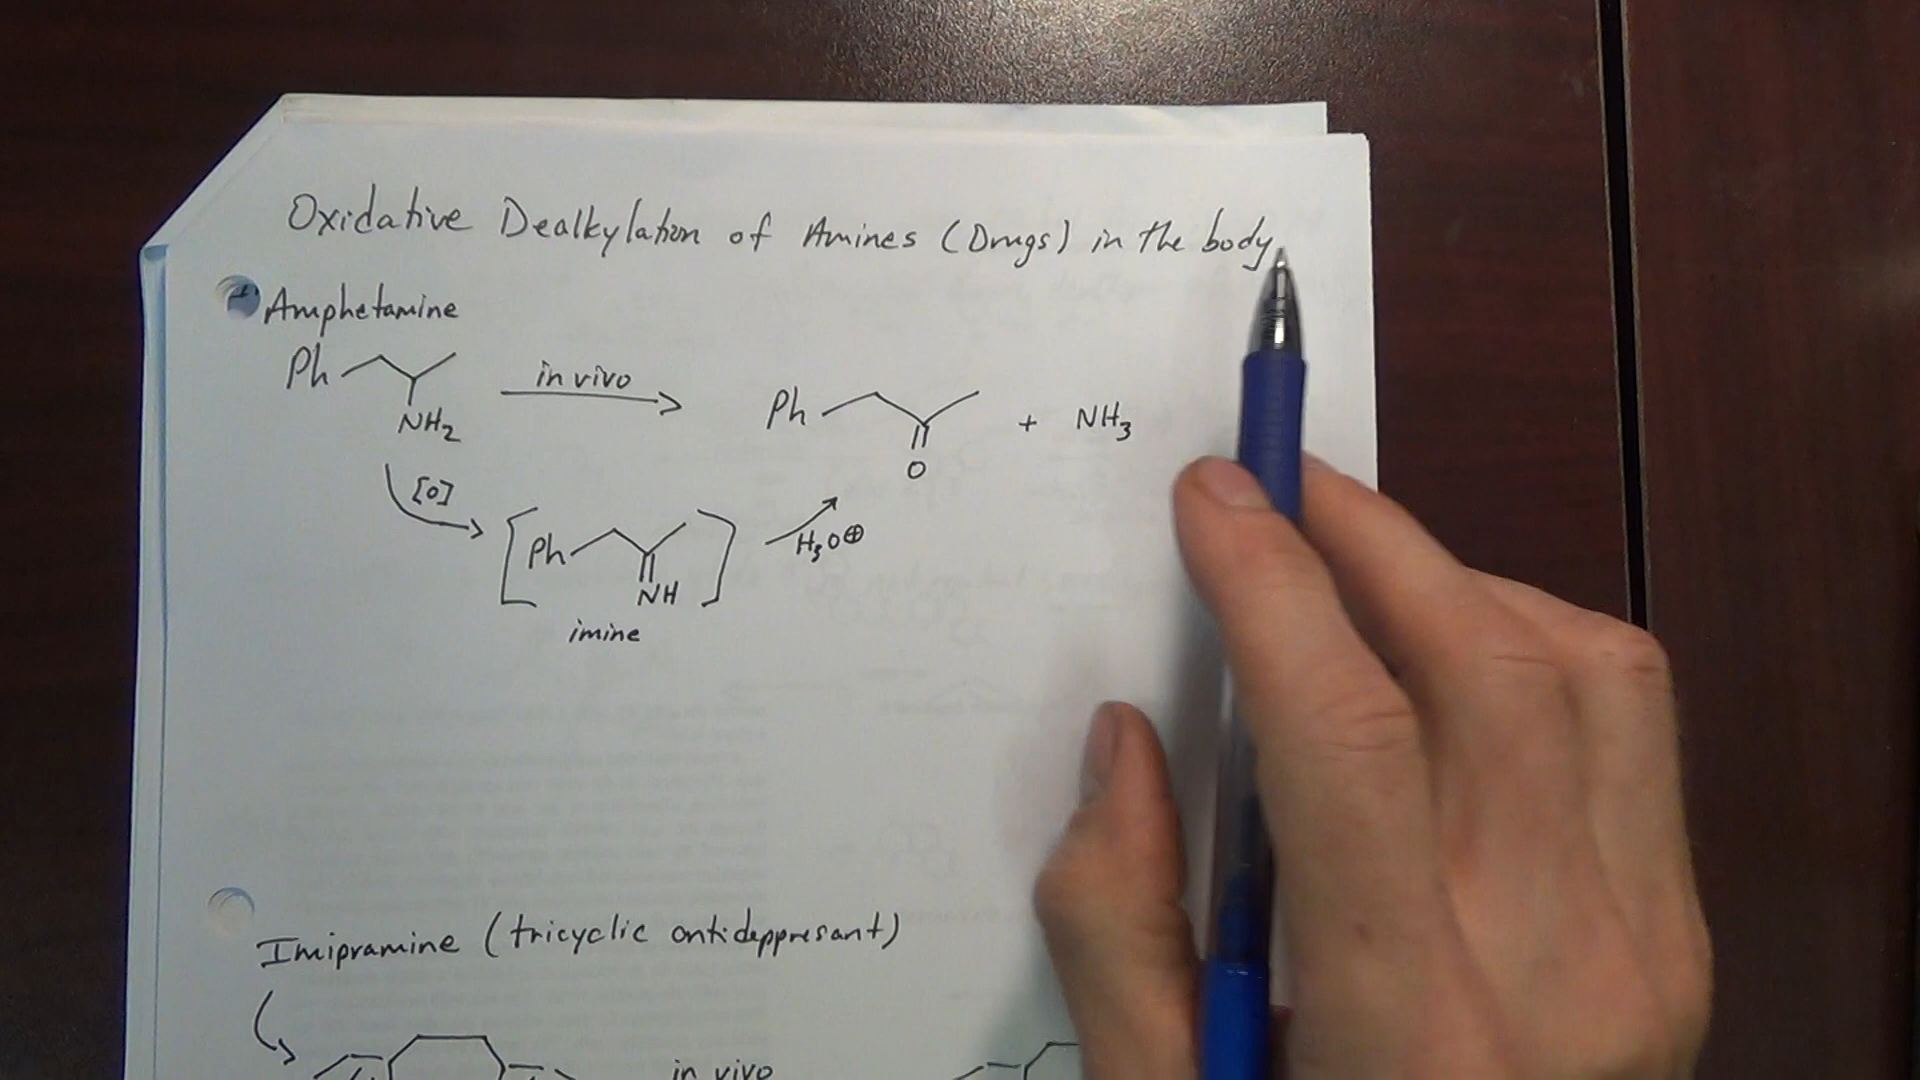 Oxidative Dealkylation of Amines (Drugs) in the body
Amphetamine
Ph
NH2
in vivo
Ph
O
+ NH3
[O]
Ph
NH
imine
H3O⊕
Imipramine (tricyclic antideppresant)
in vivo